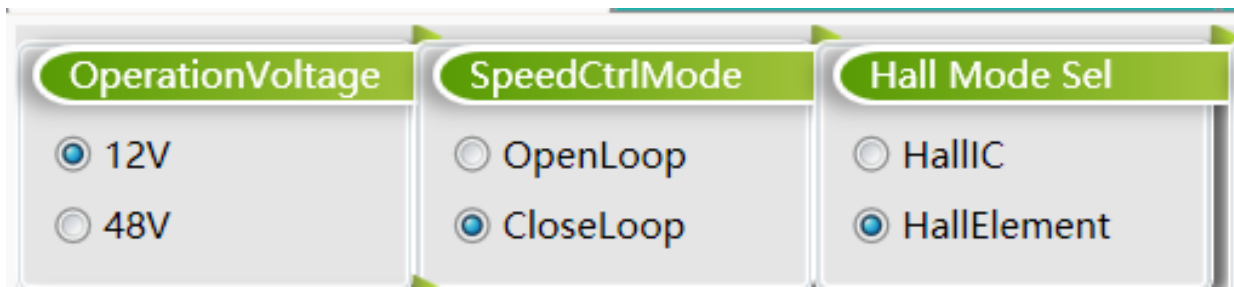 OperationVoltage
12V
48V
SpeedCtrlMode
OpenLoop
CloseLoop
Hall Mode Sel
HallIC
HallElement